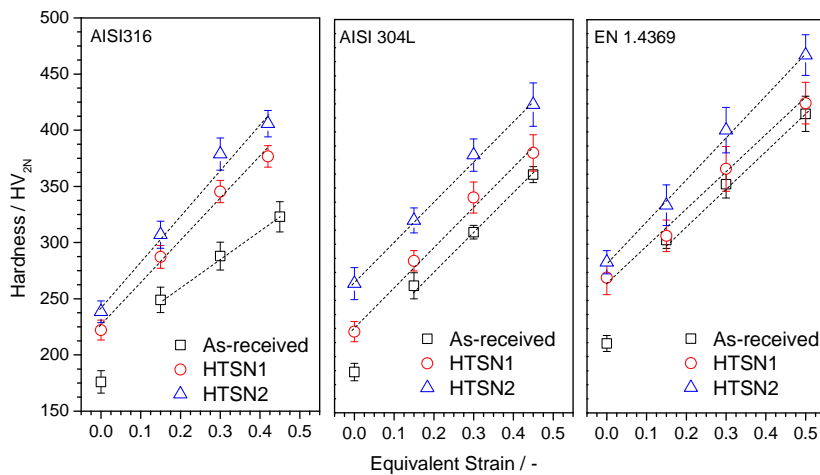 AISI316
AISI 304L
EN 1.4369
500
450
400
350
300
250
200
150
Hardness / HV2N
As-received
HTSN1
HTSN2
As-received
HTSN1
HTSN2
As-received
HTSN1
HTSN2
0.0 0.1 0.2 0.3 0.4 0.5
0.0 0.1 0.2 0.3 0.4 0.5
0.0 0.1 0.2 0.3 0.4 0.5
Equivalent Strain / -